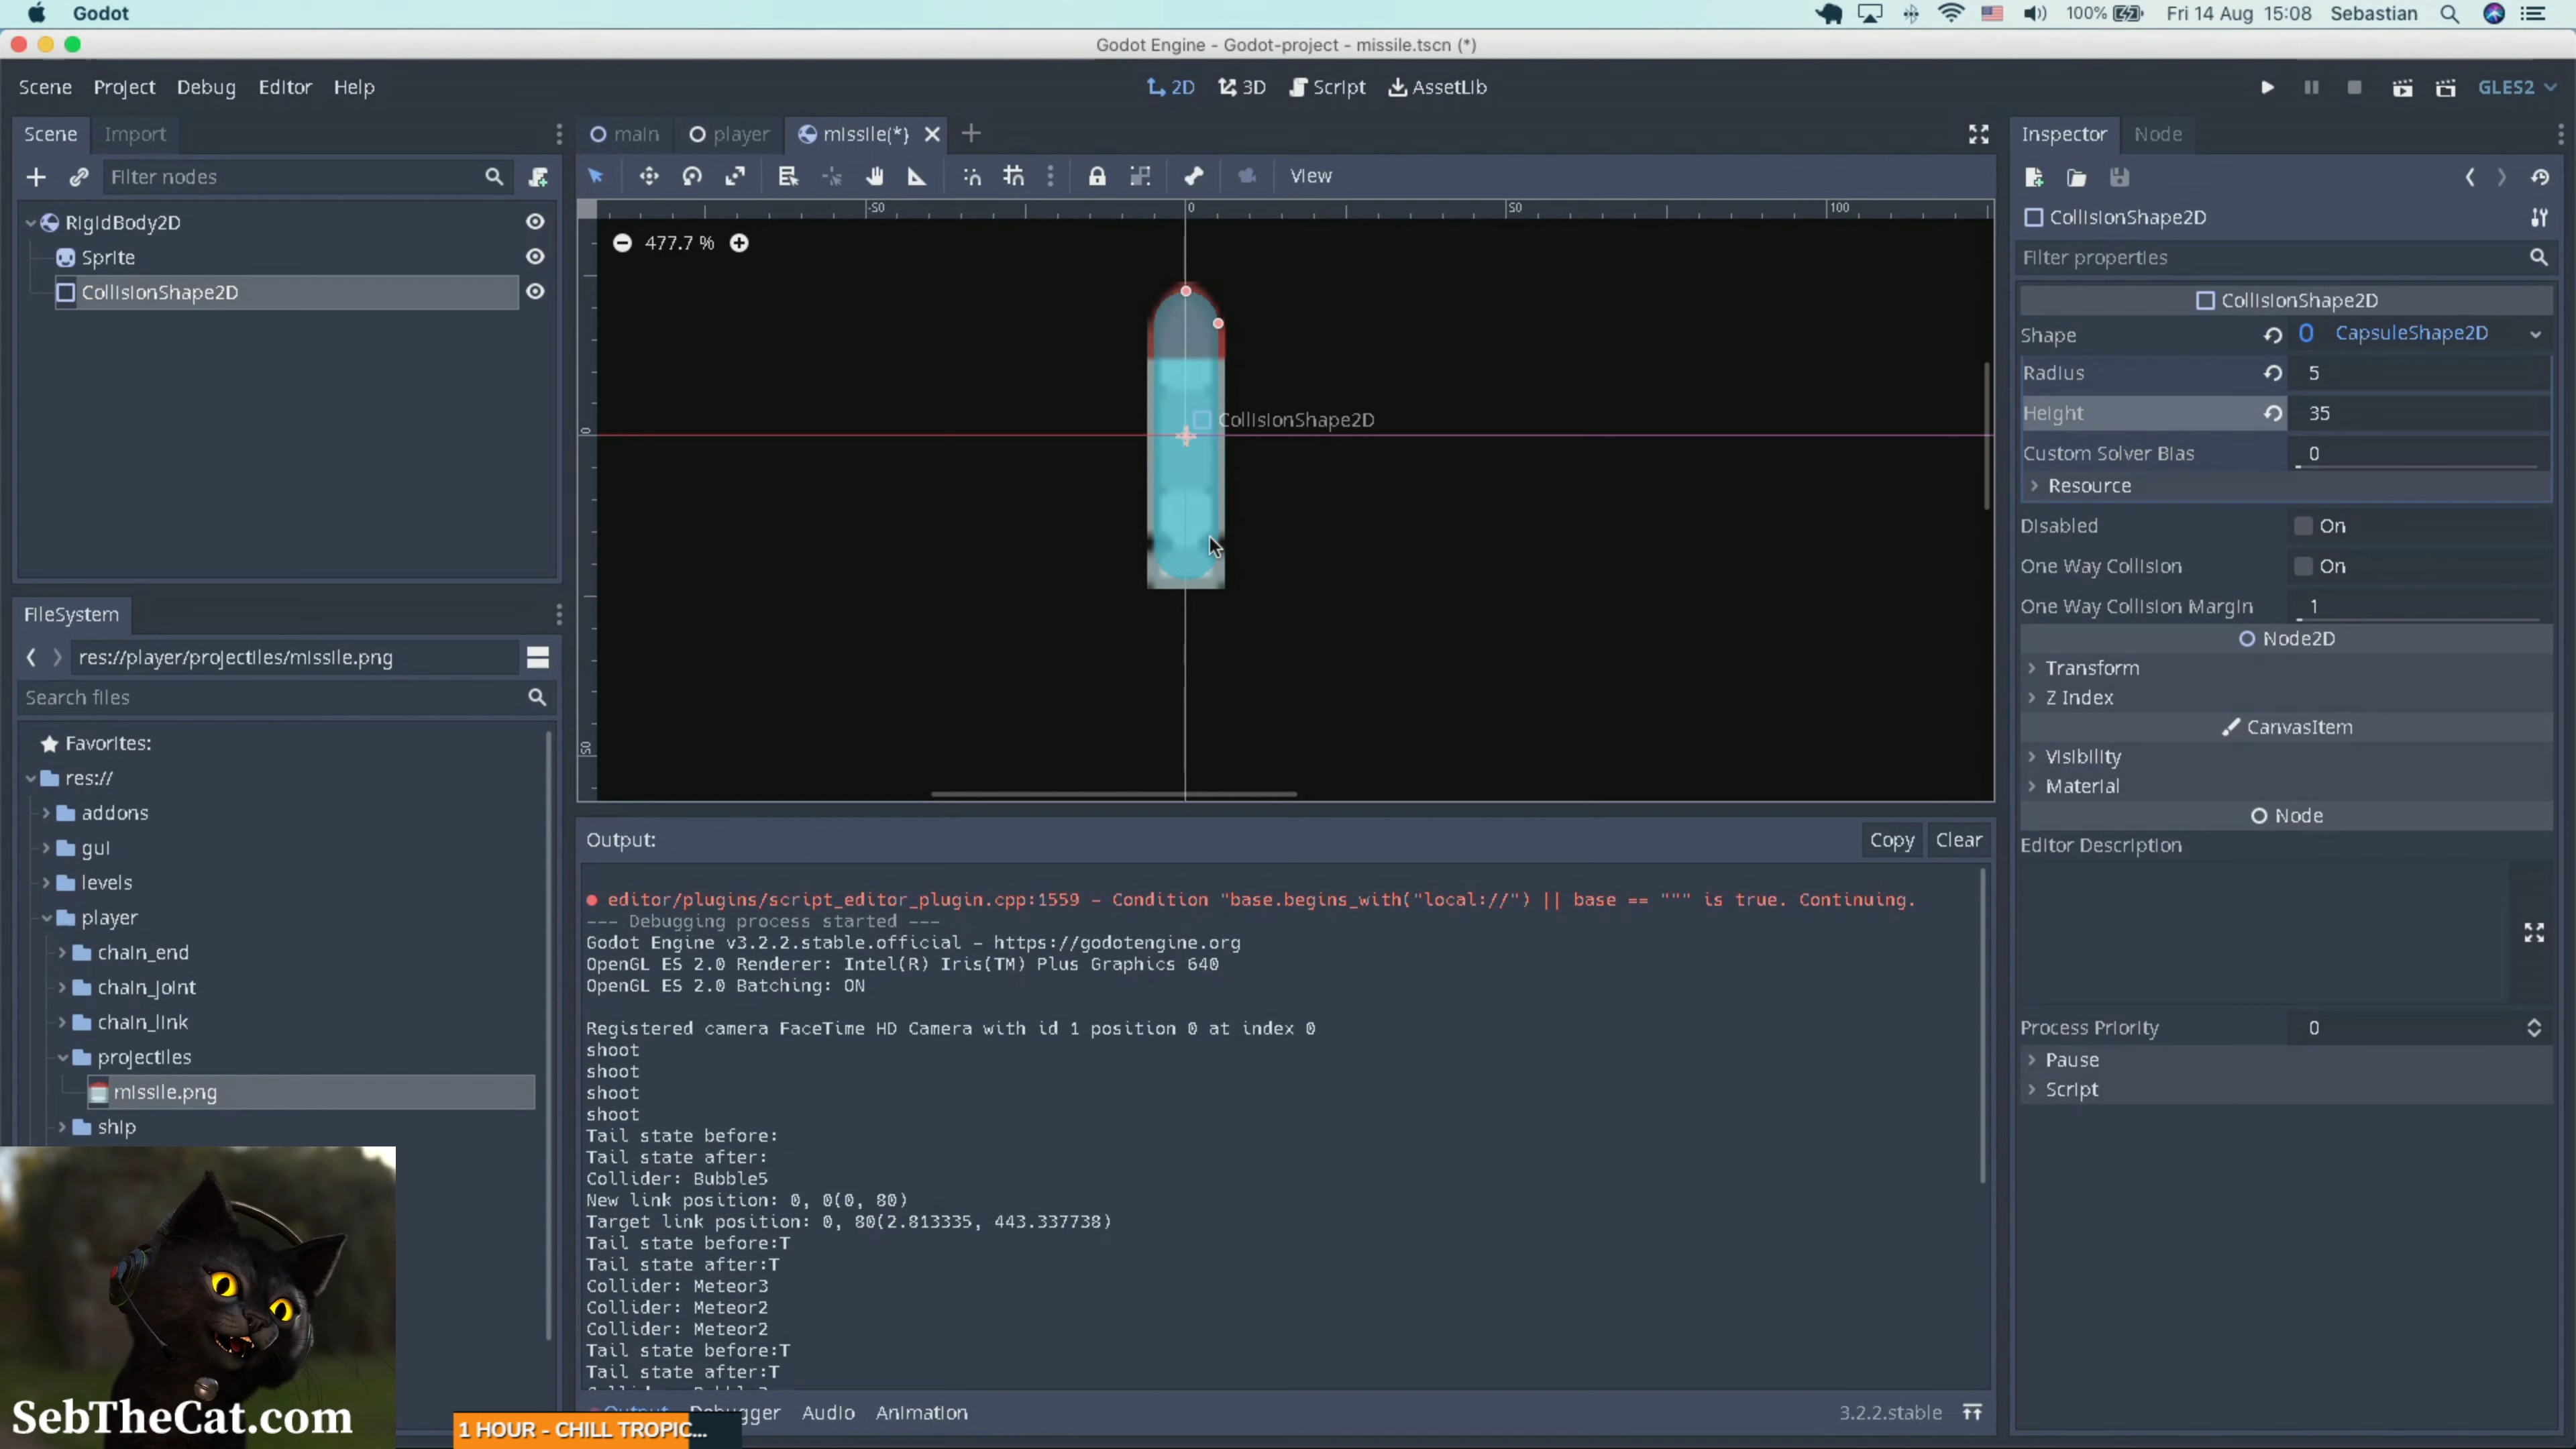 Godot
100%
Fri 14 Aug 15:08
Sebastian
Godot Engine - Godot-project - missile.tscn (*)
Scene Project Debug Editor Help
2D 3D Script AssetLib
GLES2
Scene Import
main player missile(*)
Inspector Node
Filter nodes
View
RigidBody2D
Sprite
CollisionShape2D
-50 0 50 100
477.7 %
CollisionShape2D
0
50
CollisionShape2D
Filter properties
CollisionShape2D
Shape CapsuleShape2D
Radius 5
Height 35
Custom Solver Bias 0
Resource
Disabled On
One Way Collision On
One Way Collision Margin 1
Node2D
Transform
Z Index
CanvasItem
Visibility
Material
Node
Editor Description
Process Priority 0
Pause
Script
FileSystem
res://player/projectiles/missile.png
Search files
Favorites:
res://
addons
gui
levels
player
chain_end
chain_joint
chain_link
projectiles
missile.png
ship
Output:
Copy Clear
editor/plugins/script_editor_plugin.cpp:1559 - Condition "base.begins_with("local://") || base == """ is true. Continuing.
--- Debugging process started ---
Godot Engine v3.2.2.stable.official - https://godotengine.org
OpenGL ES 2.0 Renderer: Intel(R) Iris(TM) Plus Graphics 640
OpenGL ES 2.0 Batching: ON
Registered camera FaceTime HD Camera with id 1 position 0 at index 0
shoot
shoot
shoot
shoot
Tail state before:
Tail state after:
Collider: Bubble5
New link position: 0, 0(0, 80)
Target link position: 0, 80(2.813335, 443.337738)
Tail state before:T
Tail state after:T
Collider: Meteor3
Collider: Meteor2
Collider: Meteor2
Tail state before:T
Tail state after:T
Output Debugger Audio Animation
3.2.2.stable
SebTheCat.com
1 HOUR - CHILL TROPIC...